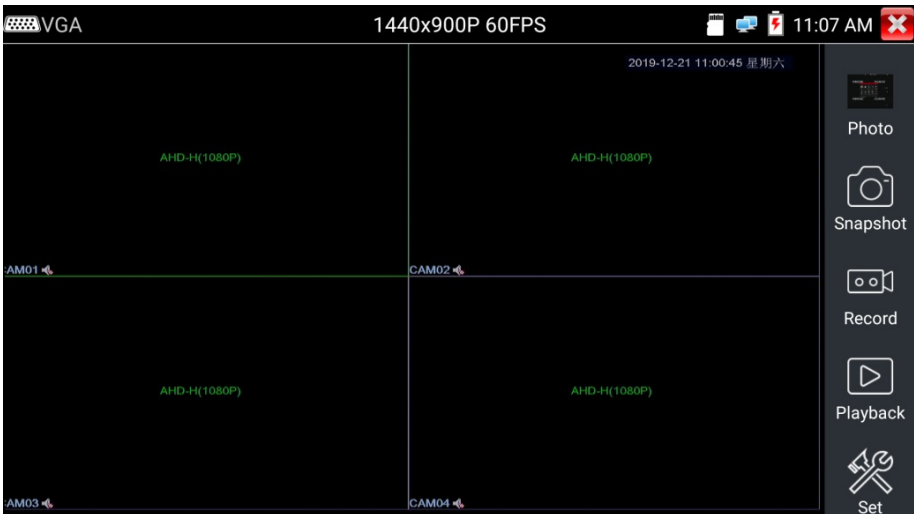 VGA
1440x900P 60FPS
11:07 AM
2019-12-21 11:00:45 星期六
AHD-H(1080P)
AHD-H(1080P)
AM01
CAM02
AHD-H(1080P)
AHD-H(1080P)
AM03
CAM04
Photo
Snapshot
Record
Playback
Set